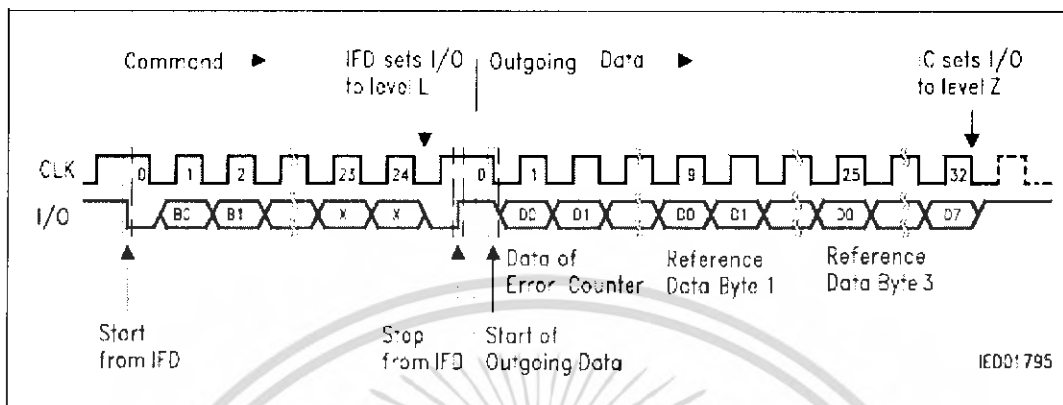 Command ► IFD sets I/O to level L Outgoing Data ► IC sets I/O to level Z
CLK 0 1 2 23 24 0 1 9 25 32
I/O B0 B1 X X D0 D1 D0 D1 D0 D7
Data of Error Counter
Reference Data Byte 1
Reference Data Byte 3
Start from IFD
Stop from IFD
Start of Outgoing Data
IED01795